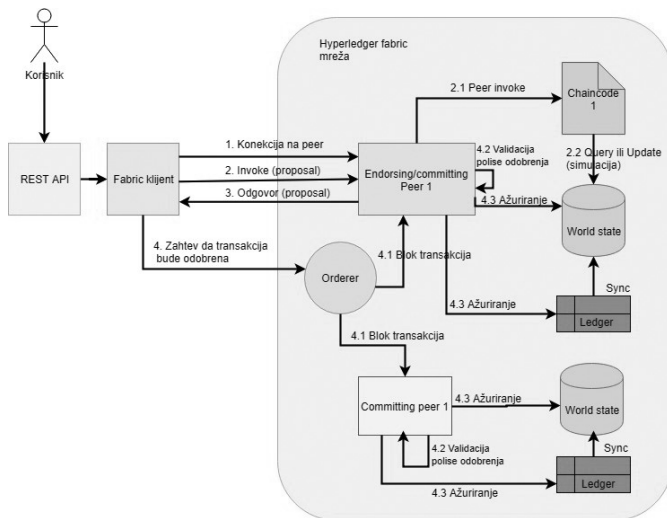 Hyperledger fabric
mreža
Korisnik
2.1 Peer invoke
Chaincode
1
1. Konekcija na peer
4.2 Validacija
polise odobrenja
2.2 Query ili Update
(simulacija)
REST API
Fabric klijent
2. Invoke (proposal)
Endorsing/committing
Peer 1
3. Odgovor (proposal)
4.3 Ažuriranje
World state
4. Zahtev da transakcija
bude odobrena
4.1 Blok transakcija
Orderer
Sync
4.3 Ažuriranje
Ledger
4.1 Blok transakcija
Committing peer 1
4.3 Ažuriranje
World state
4.2 Validacija
polise odobrenja
Sync
4.3 Ažuriranje
Ledger